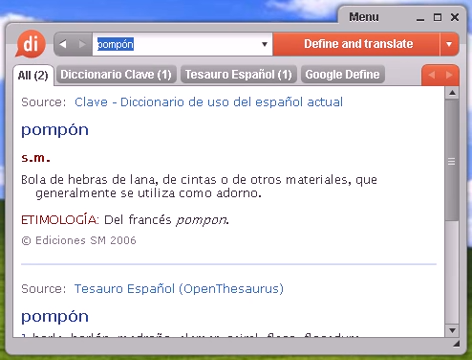 Menu
di
pompón
Define and translate
All (2)
Diccionario Clave (1)
Tesauro Español (1)
Google Define
Source: Clave - Diccionario de uso del español actual
pompón
s.m.
Bola de hebras de lana, de cintas o de otros materiales, que
generalmente se utiliza como adorno.
ETIMOLOGÍA: Del francés pompon.
© Ediciones SM 2006
Source: Tesauro Español (OpenThesaurus)
pompón